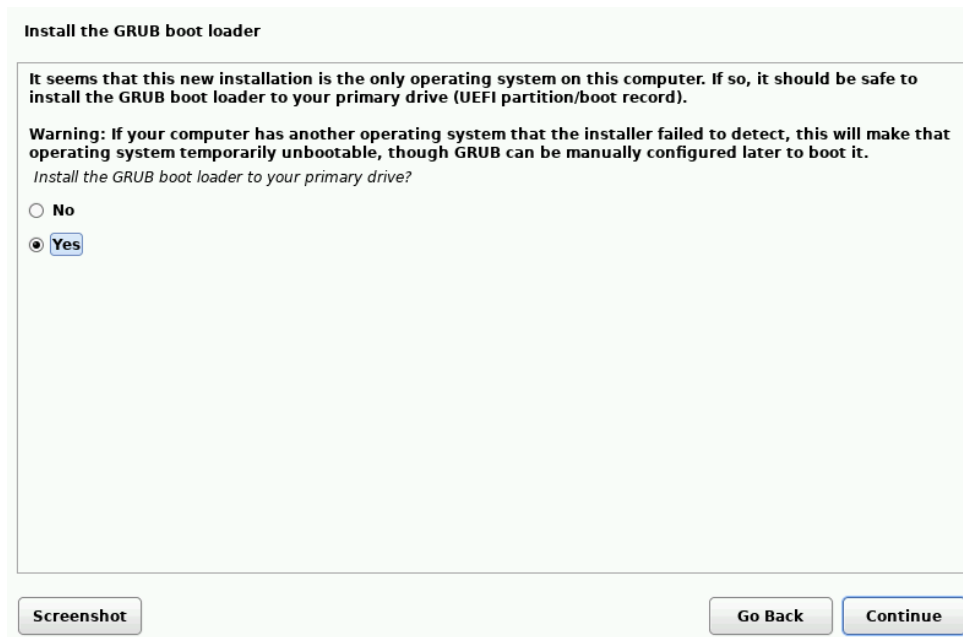 Install the GRUB boot loader
It seems that this new installation is the only operating system on this computer. If so, it should be safe to
install the GRUB boot loader to your primary drive (UEFI partition/boot record).
Warning: If your computer has another operating system that the installer failed to detect, this will make that
operating system temporarily unbootable, though GRUB can be manually configured later to boot it.
Install the GRUB boot loader to your primary drive?
No
Yes
Screenshot
Go Back
Continue